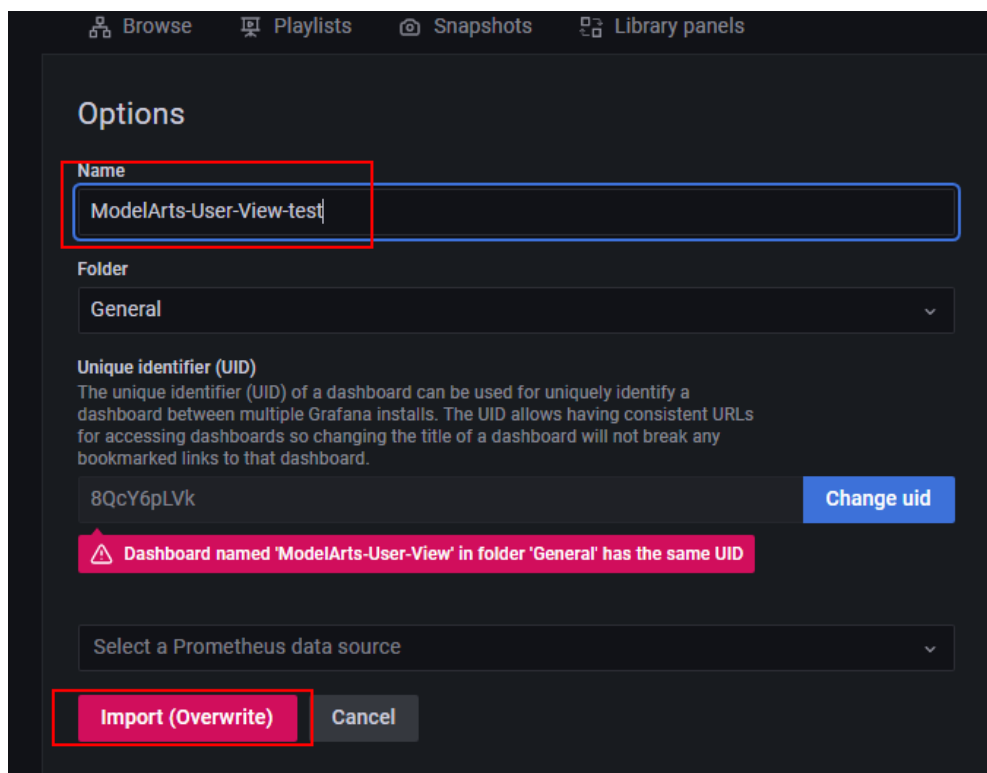 Browse Playlists Snapshots Library panels
Options
Name
ModelArts-User-View-test
Folder
General
Unique identifier (UID)
The unique identifier (UID) of a dashboard can be used for uniquely identify a
dashboard between multiple Grafana installs. The UID allows having consistent URLs
for accessing dashboards so changing the title of a dashboard will not break any
bookmarked links to that dashboard.
8QcY6pLVk Change uid
Dashboard named 'ModelArts-User-View' in folder 'General' has the same UID
Select a Prometheus data source
Import (Overwrite) Cancel